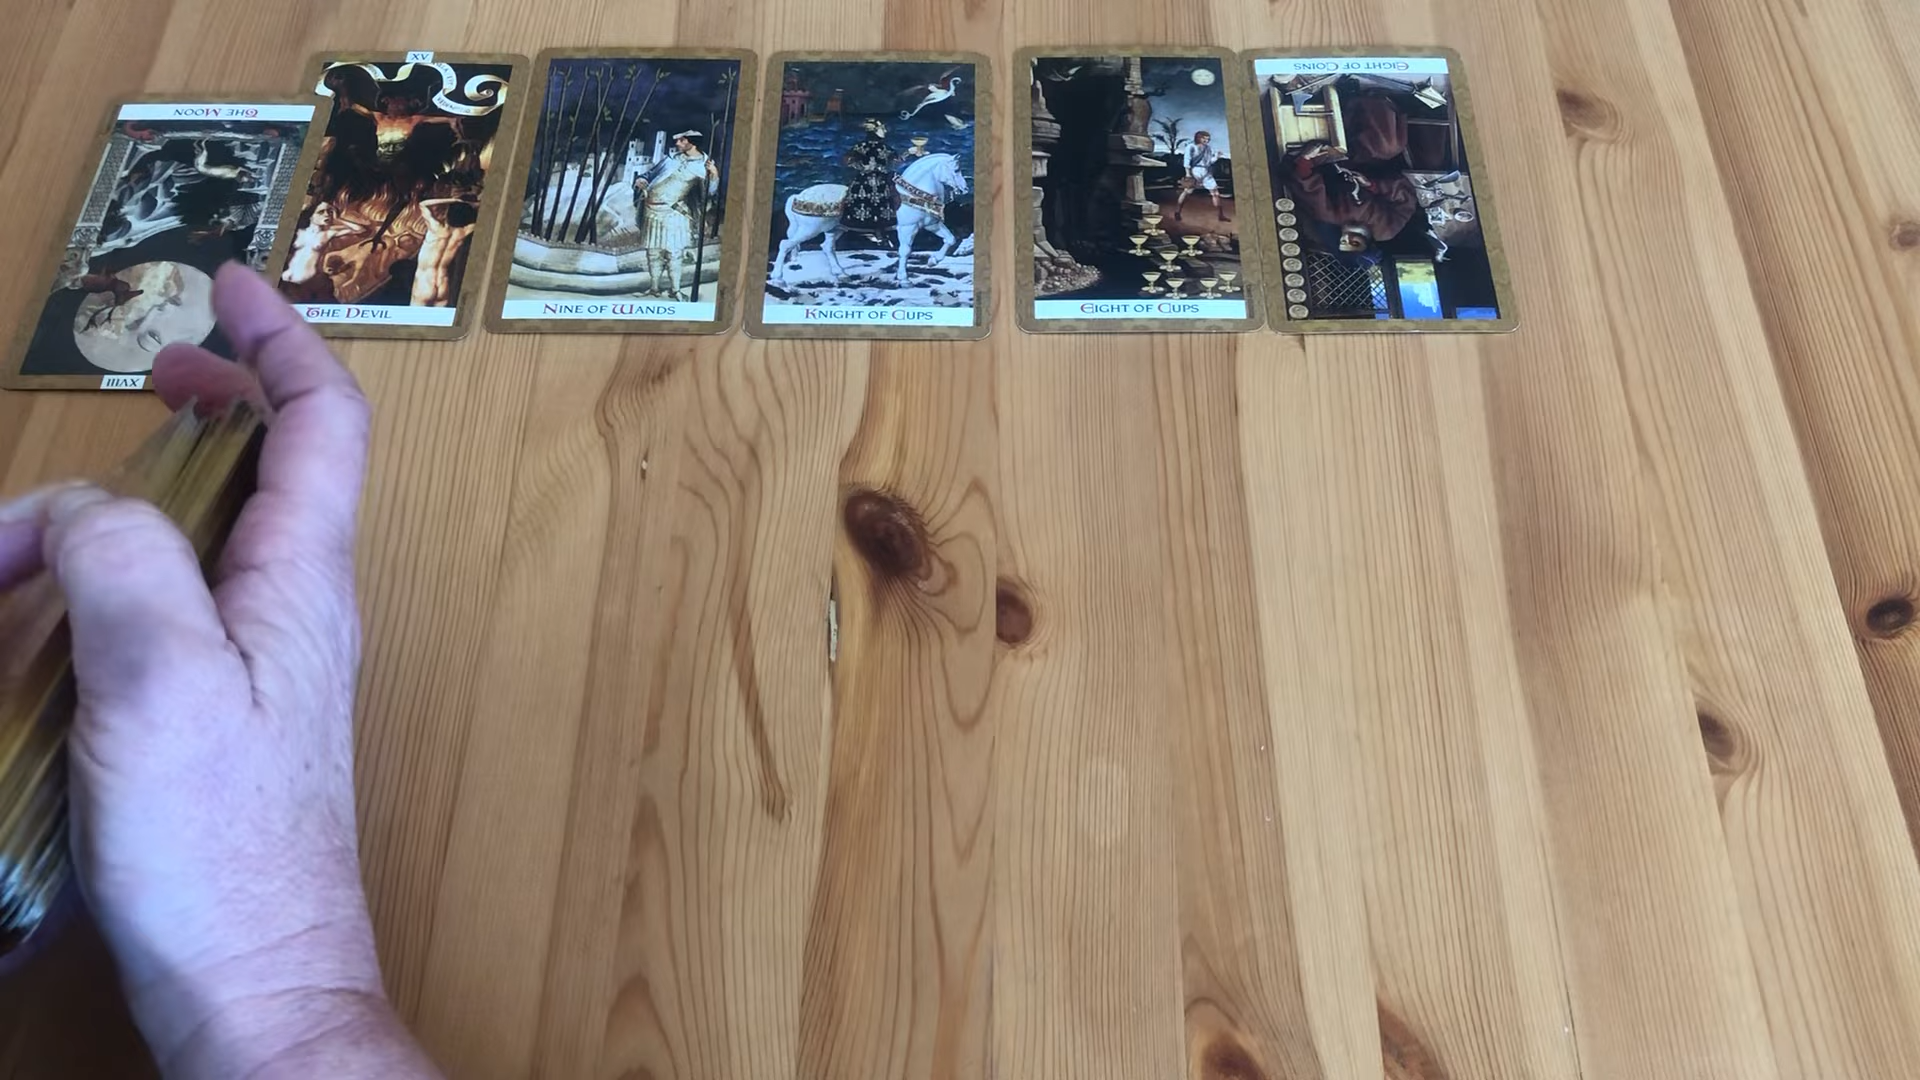 THE MOON
XVIII
XV
THE DEVIL
NINE OF WANDS
KNIGHT OF CUPS
EIGHT OF CUPS
EIGHT OF COINS